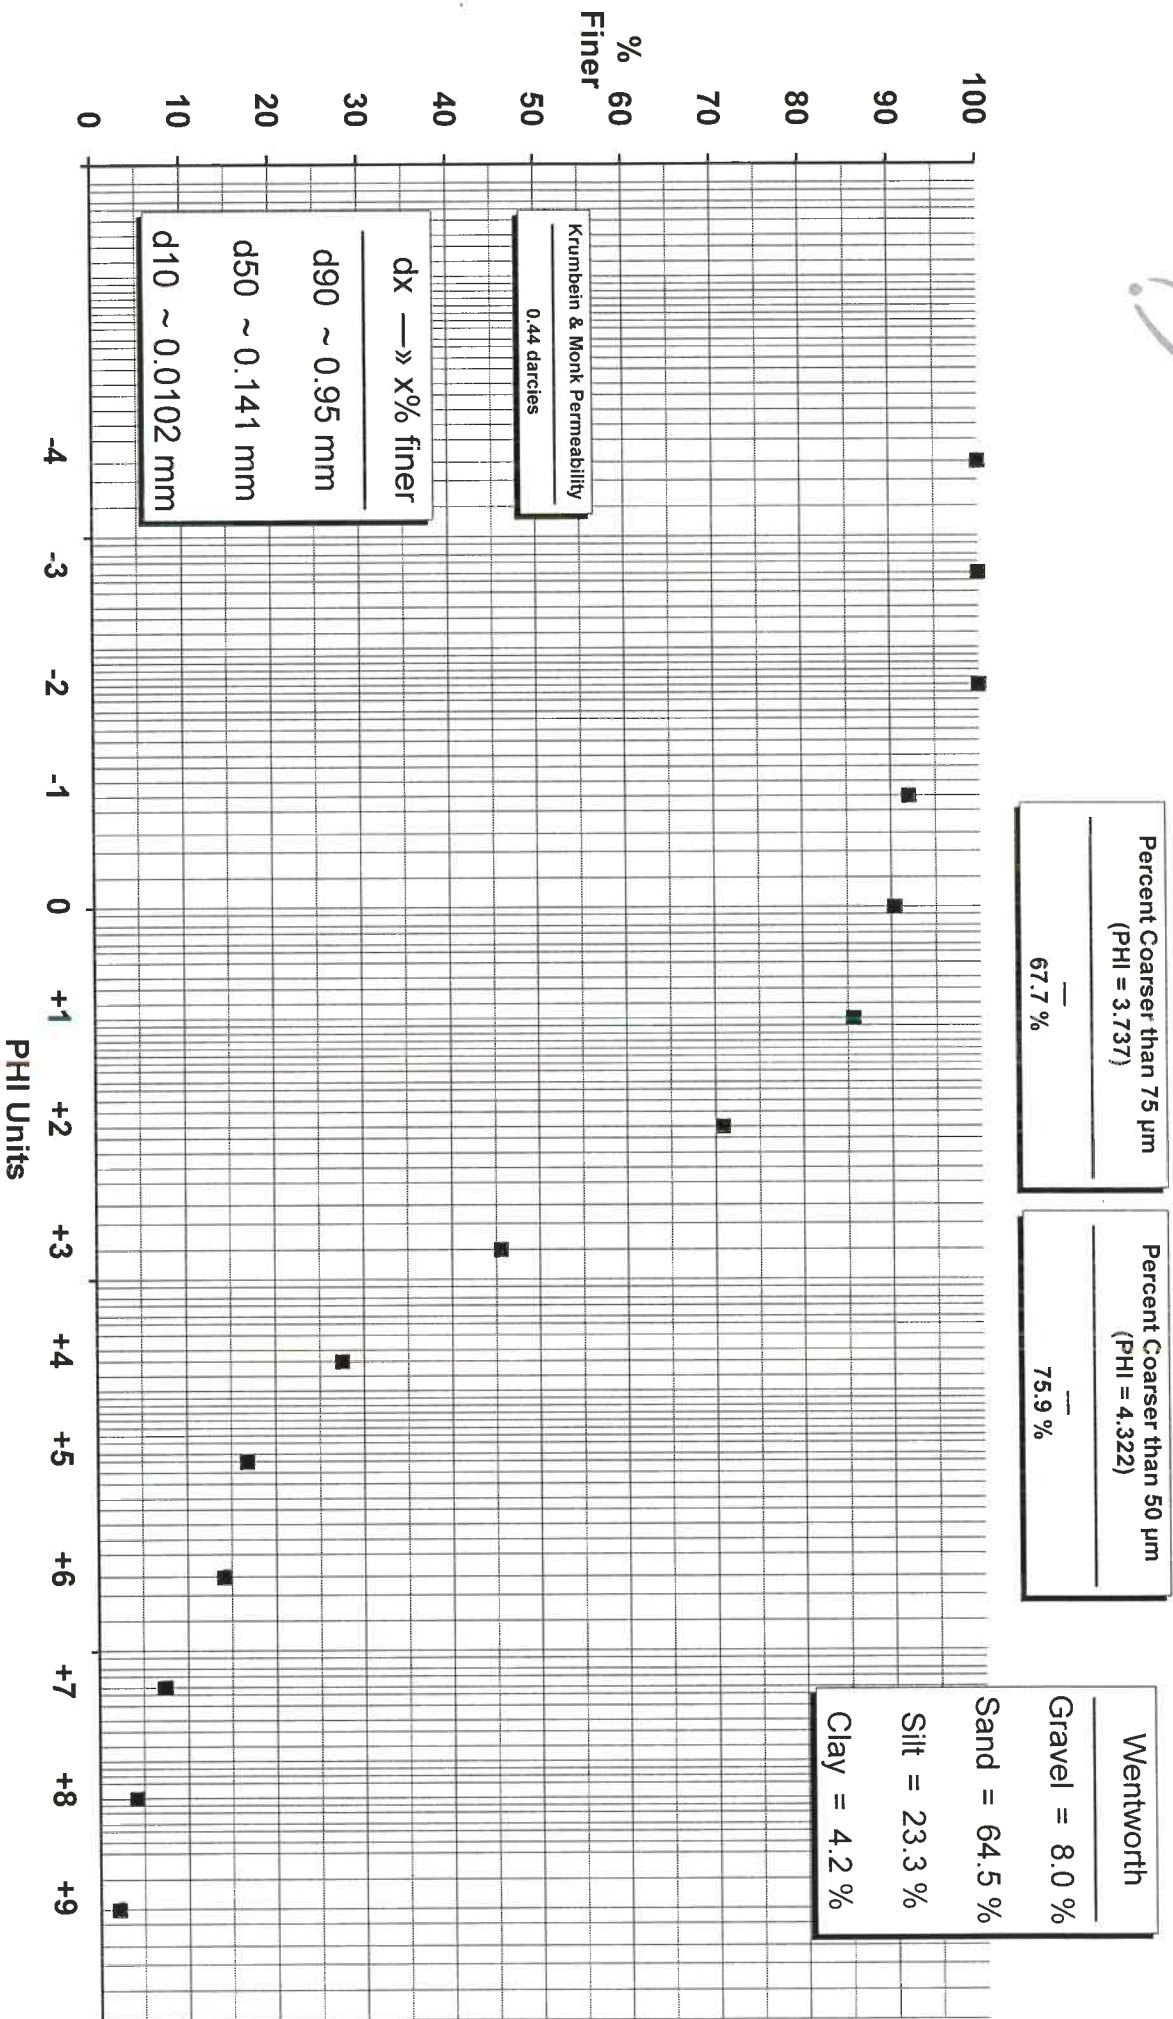 Percent Coarser than 75 µm
(PHI = 3.737)
—
67.7 %
Percent Coarser than 50 µm
(PHI = 4.322)
—
75.9 %
Wentworth
Gravel = 8.0 %
Sand = 64.5 %
Silt = 23.3 %
Clay = 4.2 %
%
Finer
100
90
80
70
60
50
40
30
20
10
0
Krumbein & Monk Permeability
0.44 darcies
dx —» x% finer
d90 ~ 0.95 mm
d50 ~ 0.141 mm
d10 ~ 0.0102 mm
-4 -3 -2 -1 0 +1 +2 +3 +4 +5 +6 +7 +8 +9
PHI Units